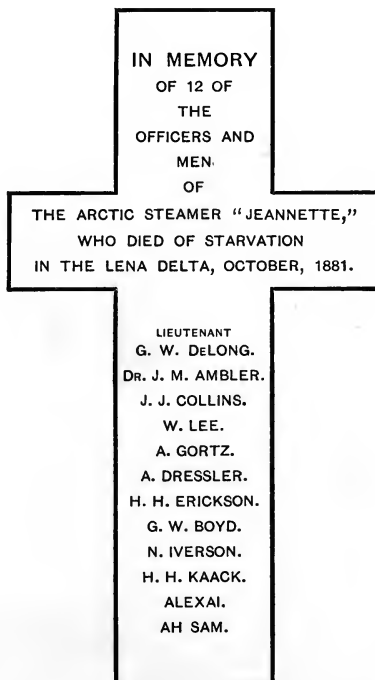 IN MEMORY
OF 12 OF
THE
OFFICERS AND
MEN
OF
THE ARCTIC STEAMER "JEANNETTE,"
WHO DIED OF STARVATION
IN THE LENA DELTA, OCTOBER, 1881.
LIEUTENANT
G. W. DeLONG.
Dr. J. M. AMBLER.
J. J. COLLINS.
W. LEE.
A. GORTZ.
A. DRESSLER.
H. H. ERICKSON.
G. W. BOYD.
N. IVERSON.
H. H. KAACK.
ALEXAI.
AH SAM.